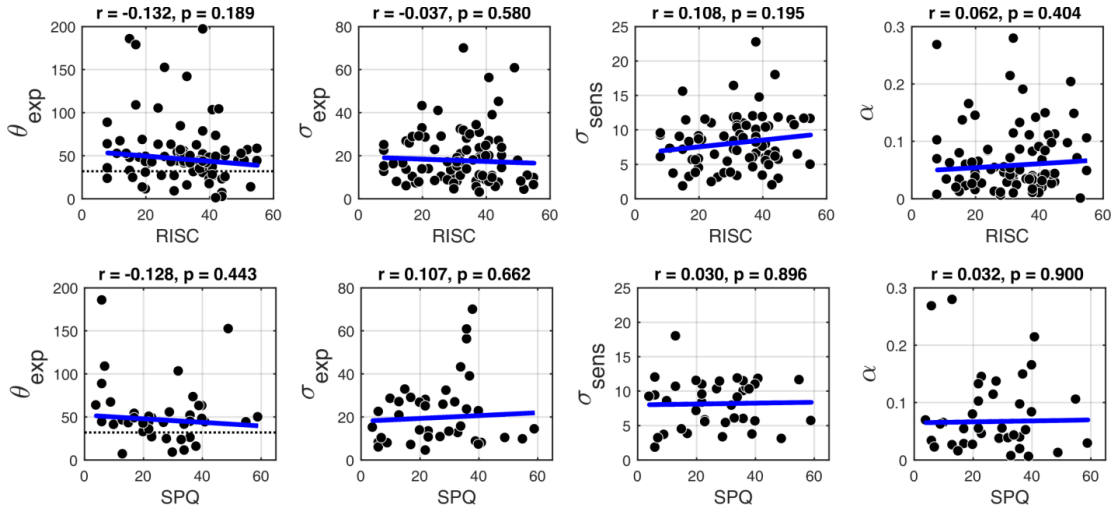 r = -0.132, p = 0.189
θexp
200
150
100
50
0
0 20 40 60
RISC
r = -0.037, p = 0.580
σexp
80
60
40
20
0
0 20 40 60
RISC
r = 0.108, p = 0.195
σsens
25
20
15
10
5
0
0 20 40 60
RISC
r = 0.062, p = 0.404
α
0.3
0.2
0.1
0
0 20 40 60
RISC
r = -0.128, p = 0.443
θexp
200
150
100
50
0
0 20 40 60
SPQ
r = 0.107, p = 0.662
σexp
80
60
40
20
0
0 20 40 60
SPQ
r = 0.030, p = 0.896
σsens
25
20
15
10
5
0
0 20 40 60
SPQ
r = 0.032, p = 0.900
α
0.3
0.2
0.1
0
0 20 40 60
SPQ